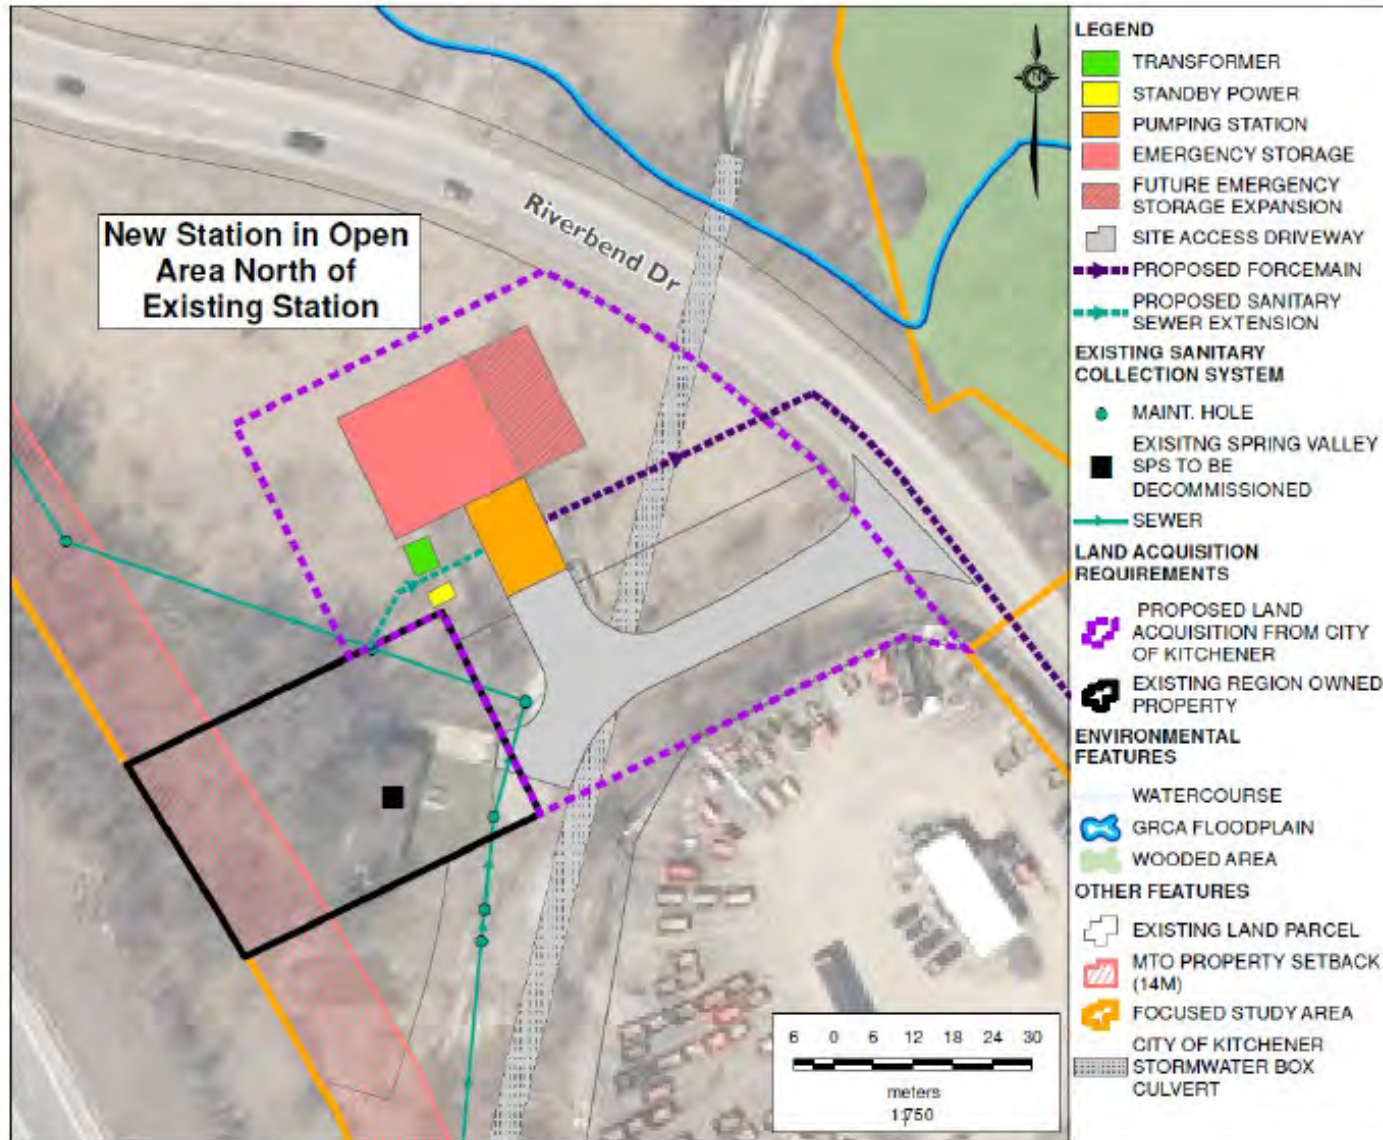 New Station in Open
Area North of
Existing Station
Riverbend Dr
N
LEGEND
TRANSFORMER
STANDBY POWER
PUMPING STATION
EMERGENCY STORAGE
FUTURE EMERGENCY
STORAGE EXPANSION
SITE ACCESS DRIVEWAY
PROPOSED FORCEMAIN
PROPOSED SANITARY
SEWER EXTENSION
EXISTING SANITARY
COLLECTION SYSTEM
MAINT. HOLE
EXISITNG SPRING VALLEY
SPS TO BE
DECOMMISSIONED
SEWER
LAND ACQUISITION
REQUIREMENTS
PROPOSED LAND
ACQUISITION FROM CITY
OF KITCHENER
EXISTING REGION OWNED
PROPERTY
ENVIRONMENTAL
FEATURES
WATERCOURSE
GRCA FLOODPLAIN
WOODED AREA
OTHER FEATURES
EXISTING LAND PARCEL
MTO PROPERTY SETBACK
(14M)
FOCUSED STUDY AREA
CITY OF KITCHENER
STORMWATER BOX
CULVERT
6 0 6 12 18 24 30
meters
1:750